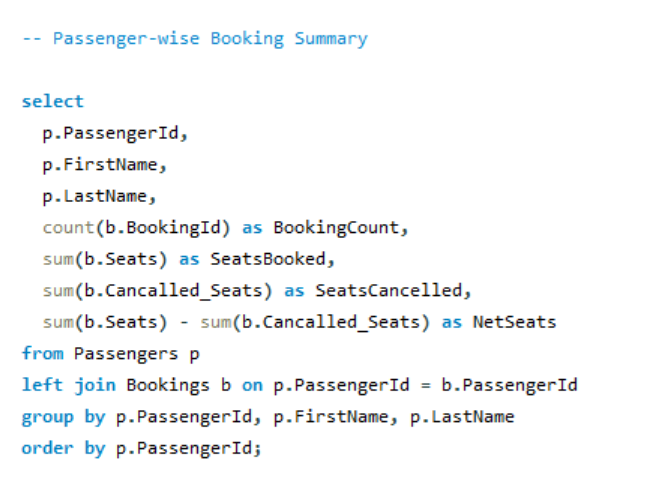 -- Passenger-wise Booking Summary
select
p.PassengerId,
p.FirstName,
p.LastName,
count(b.BookingId) as BookingCount,
sum(b.Seats) as SeatsBooked,
sum(b.Cancalled_Seats) as SeatsCancelled,
sum(b.Seats) - sum(b.Cancalled_Seats) as NetSeats
from Passengers p
left join Bookings b on p.PassengerId = b.PassengerId
group by p.PassengerId, p.FirstName, p.LastName
order by p.PassengerId;